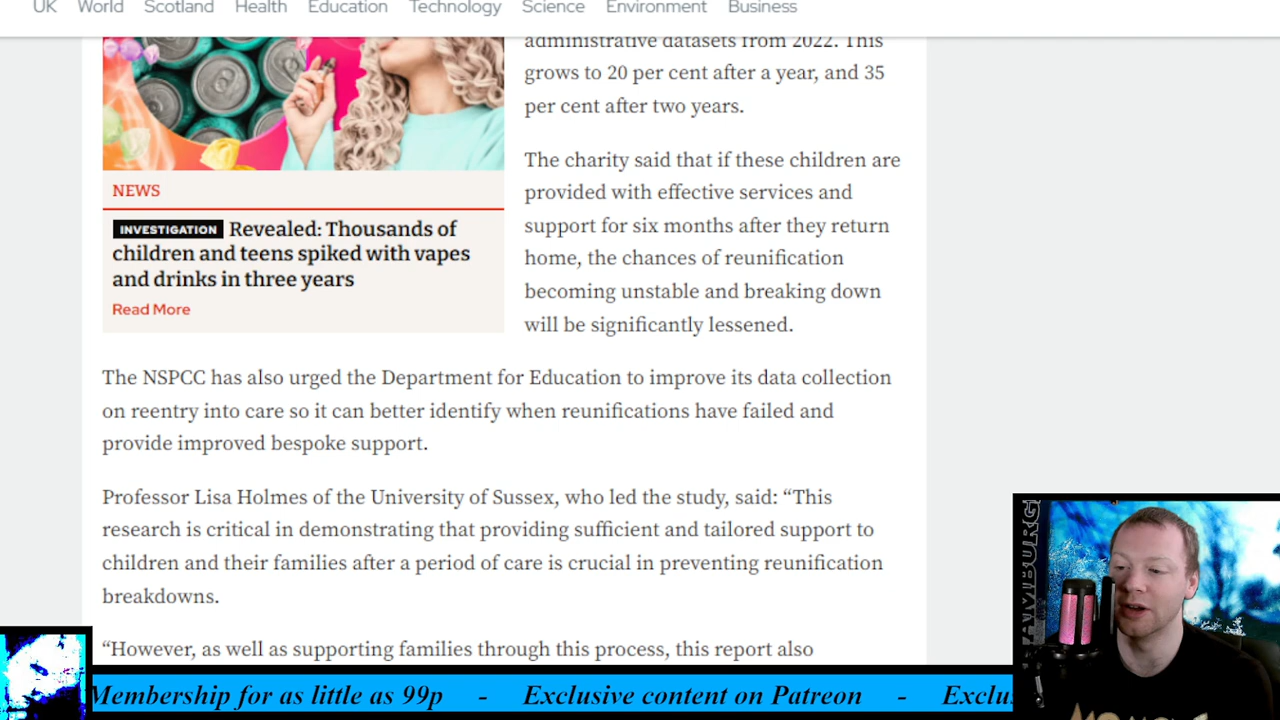 UK World Scotland Health Education Technology Science Environment Business
administrative datasets from 2022. This
grows to 20 per cent after a year, and 35
per cent after two years.
The charity said that if these children are
provided with effective services and
support for six months after they return
home, the chances of reunification
becoming unstable and breaking down
will be significantly lessened.
NEWS
INVESTIGATION Revealed: Thousands of
children and teens spiked with vapes
and drinks in three years
Read More
The NSPCC has also urged the Department for Education to improve its data collection
on reentry into care so it can better identify when reunifications have failed and
provide improved bespoke support.
Professor Lisa Holmes of the University of Sussex, who led the study, said: “This
research is critical in demonstrating that providing sufficient and tailored support to
children and their families after a period of care is crucial in preventing reunification
breakdowns.
“However, as well as supporting families through this process, this report also
Membership for as little as 99p - Exclusive content on Patreon - Exclu